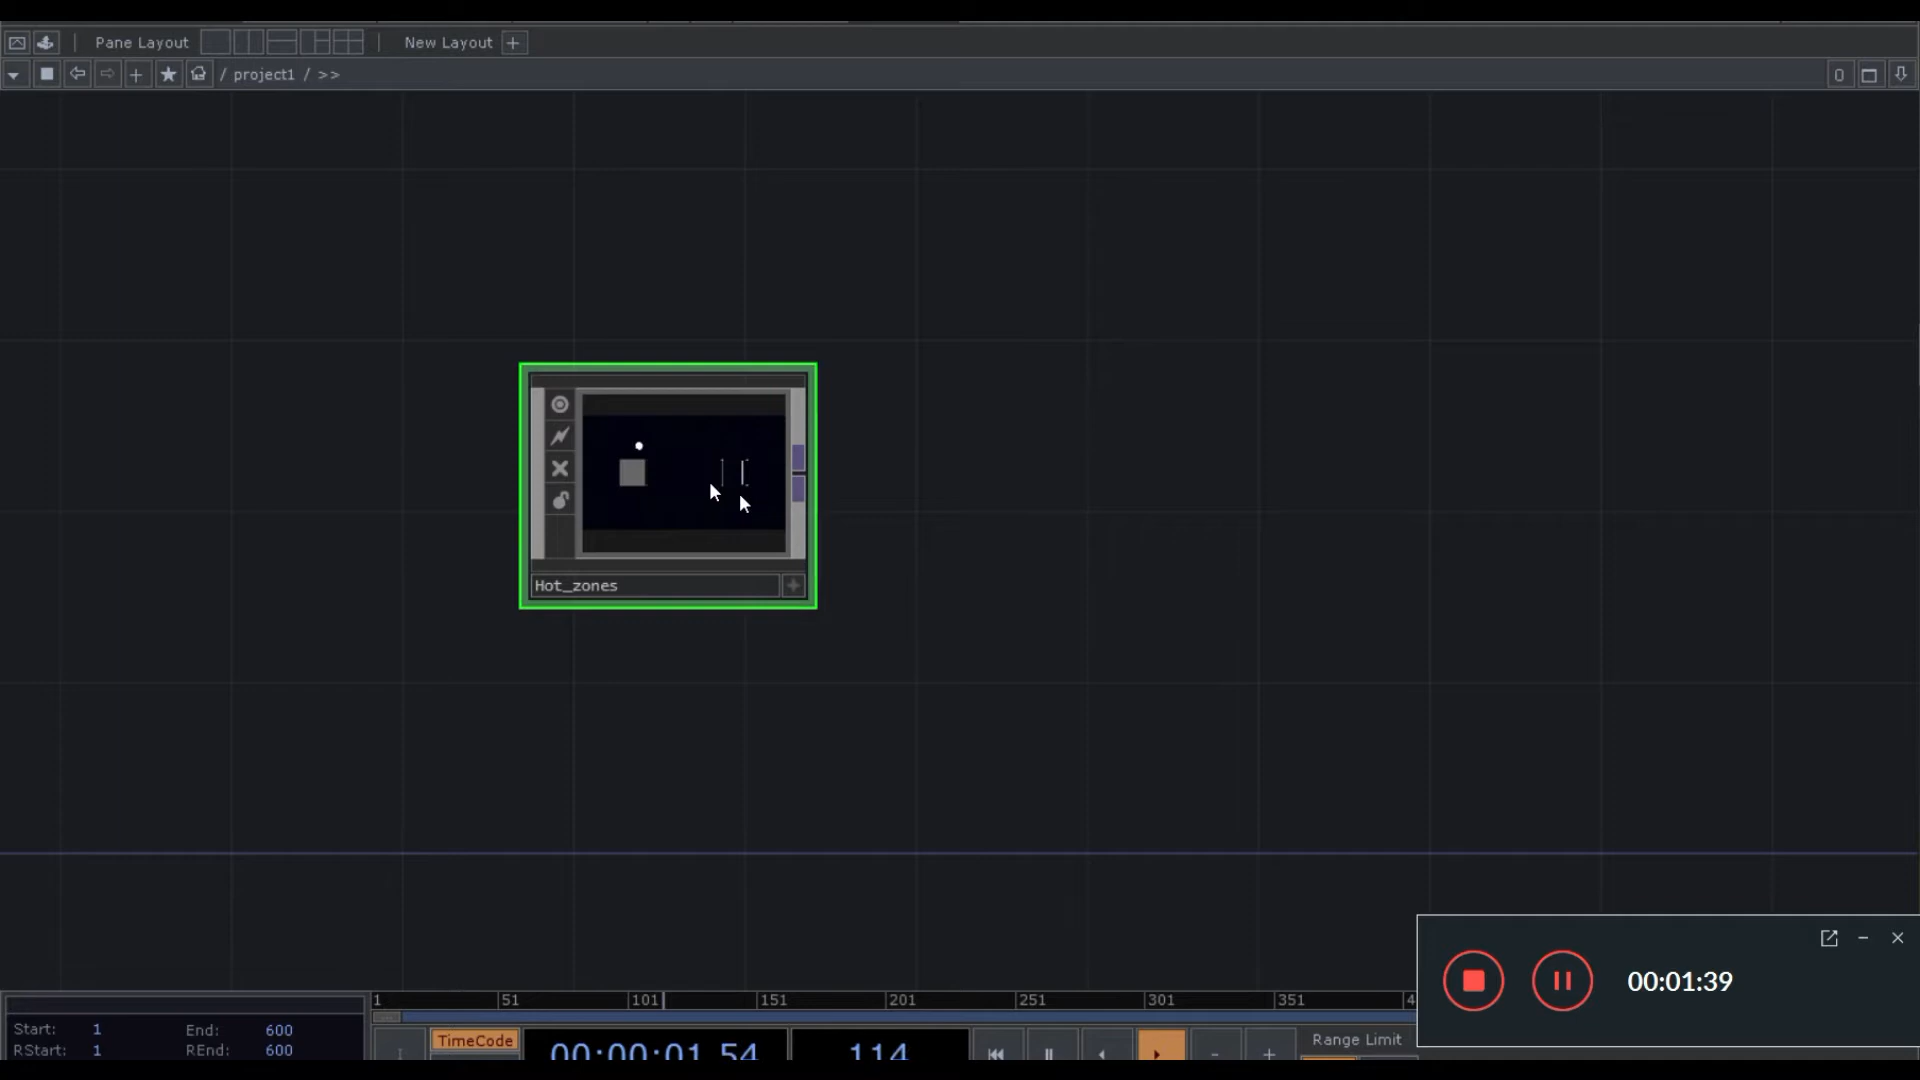 Pane Layout
New Layout +
/ project1 / >>
0
Hot_zones
1 51 101 151 201 251 301 351 4
Start: 1 End: 600
RStart: 1 REnd: 600
TimeCode
00:00:01.54
114
- +
Range Limit
00:01:39